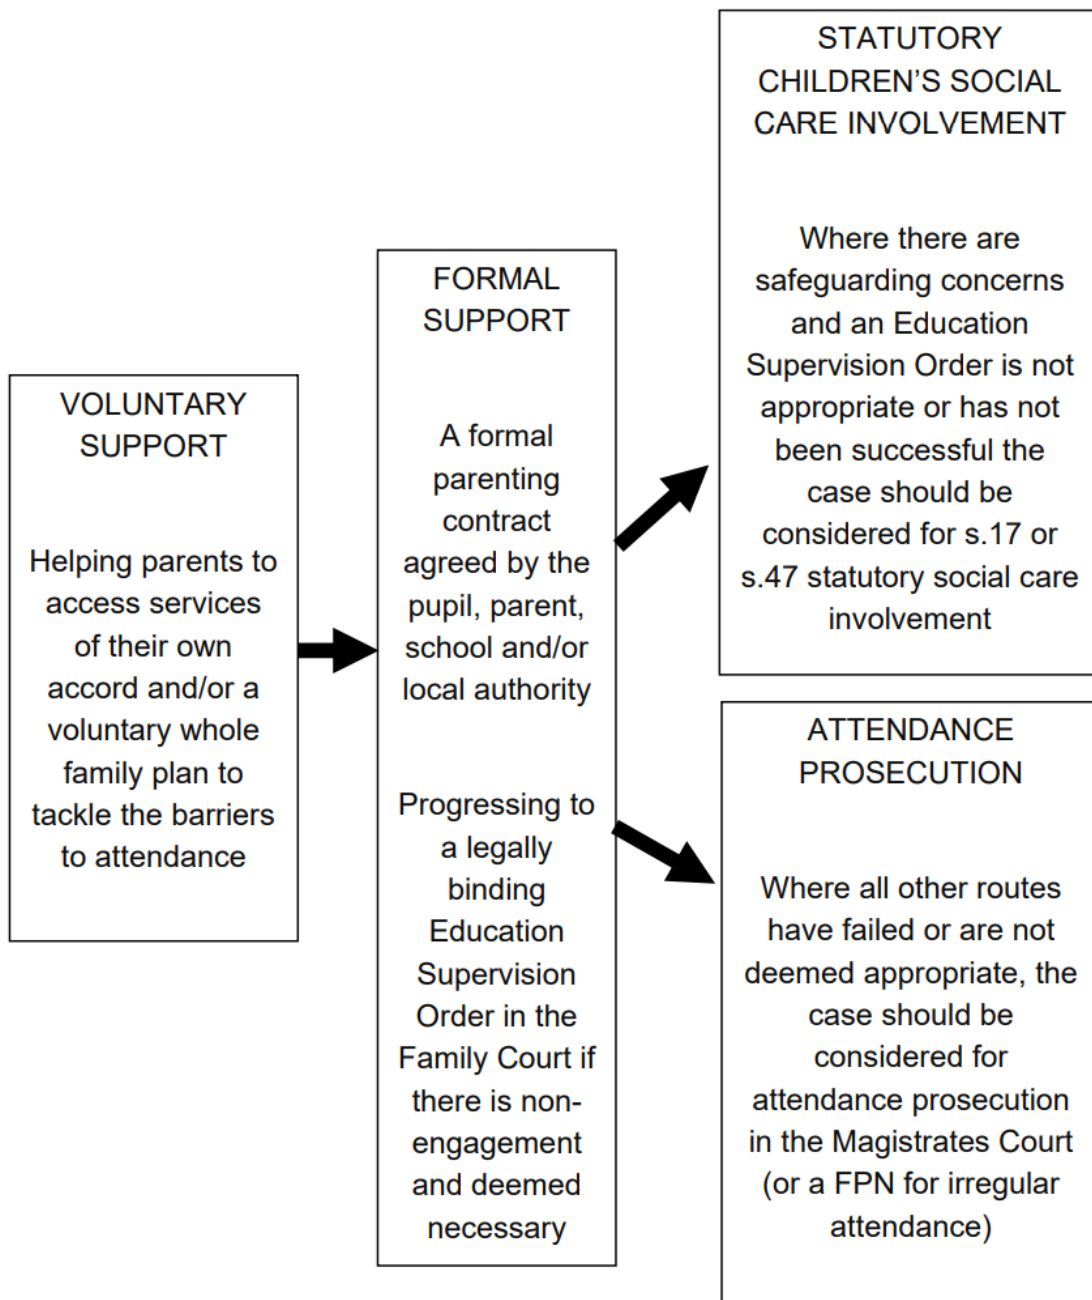 VOLUNTARY
SUPPORT
Helping parents to
access services
of their own
accord and/or a
voluntary whole
family plan to
tackle the barriers
to attendance
FORMAL
SUPPORT
A formal
parenting
contract
agreed by the
pupil, parent,
school and/or
local authority
Progressing to
a legally
binding
Education
Supervision
Order in the
Family Court if
there is non-
engagement
and deemed
necessary
STATUTORY
CHILDREN’S SOCIAL
CARE INVOLVEMENT
Where there are
safeguarding concerns
and an Education
Supervision Order is not
appropriate or has not
been successful the
case should be
considered for s.17 or
s.47 statutory social care
involvement
ATTENDANCE
PROSECUTION
Where all other routes
have failed or are not
deemed appropriate, the
case should be
considered for
attendance prosecution
in the Magistrates Court
(or a FPN for irregular
attendance)